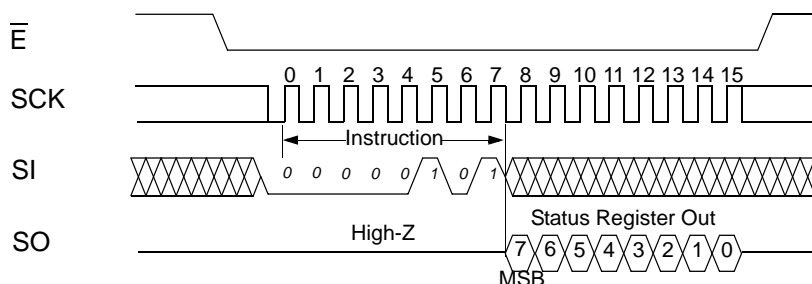 E
SCK
0 1 2 3 4 5 6 7 8 9 10 11 12 13 14 15
Instruction
SI
0 0 0 0 0 1 0 1
Status Register Out
SO
High-Z
7 6 5 4 3 2 1 0
MSB